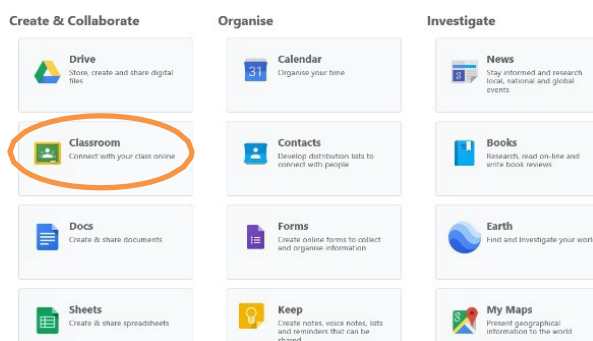 Create & Collaborate
Organise
Investigate
Drive
Store, create and share digital
files
Calendar
31
Organise your time
News
Stay informed and research
local, national and global
events
Classroom
Connect with your class online
Contacts
Develop distribution lists to
connect with people
Books
Research, read on-line and
write book reviews
Docs
Create & share documents
Forms
Create online forms to collect
and organise information
Earth
Find and Investigate your worl
Sheets
Create & share spreadsheets
Keep
Create notes, voice notes, lists
and reminders that can be
shared
My Maps
Present geographical
information to the world